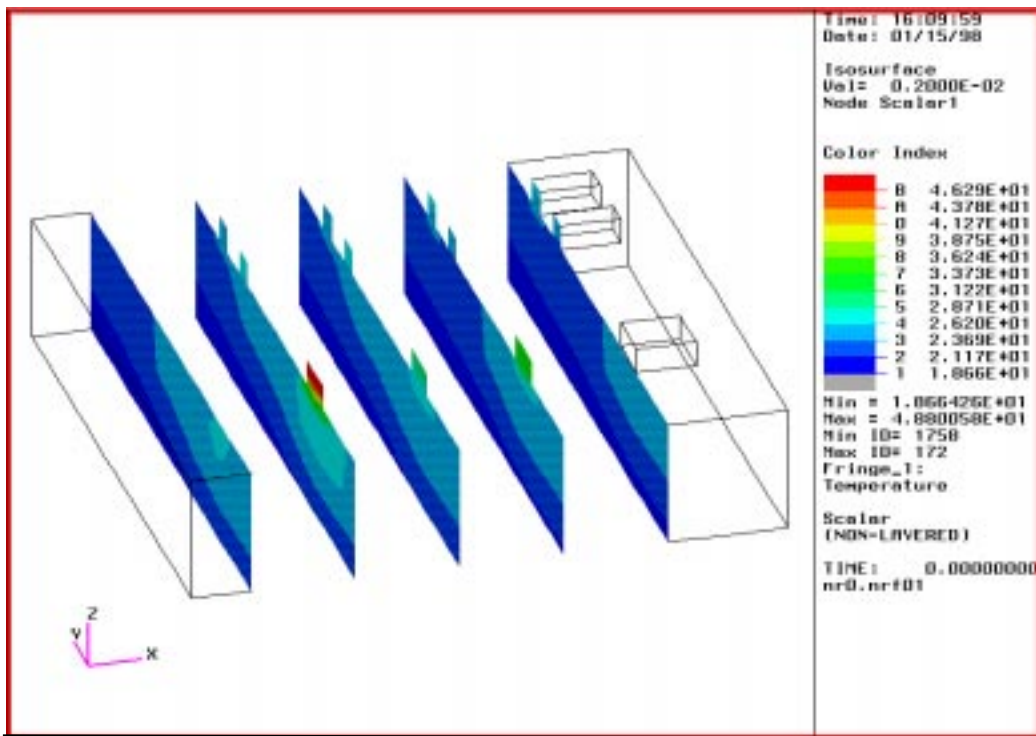 Time: 16:09:59
Date: 01/15/98
Isosurface
Val= 0.2000E-02
Node Scalar1
Color Index
B 4.629E+01
A 4.378E+01
0 4.127E+01
9 3.875E+01
8 3.624E+01
7 3.373E+01
6 3.122E+01
5 2.871E+01
4 2.620E+01
3 2.369E+01
2 2.117E+01
1 1.866E+01
Min = 1.866426E+01
Max = 4.880058E+01
Min ID= 1758
Max ID= 172
Fringe_1:
Temperature
Scalar
(NON-LAYERED)
TIME: 0.00000000
nr0.nrf01
Z
Y
X